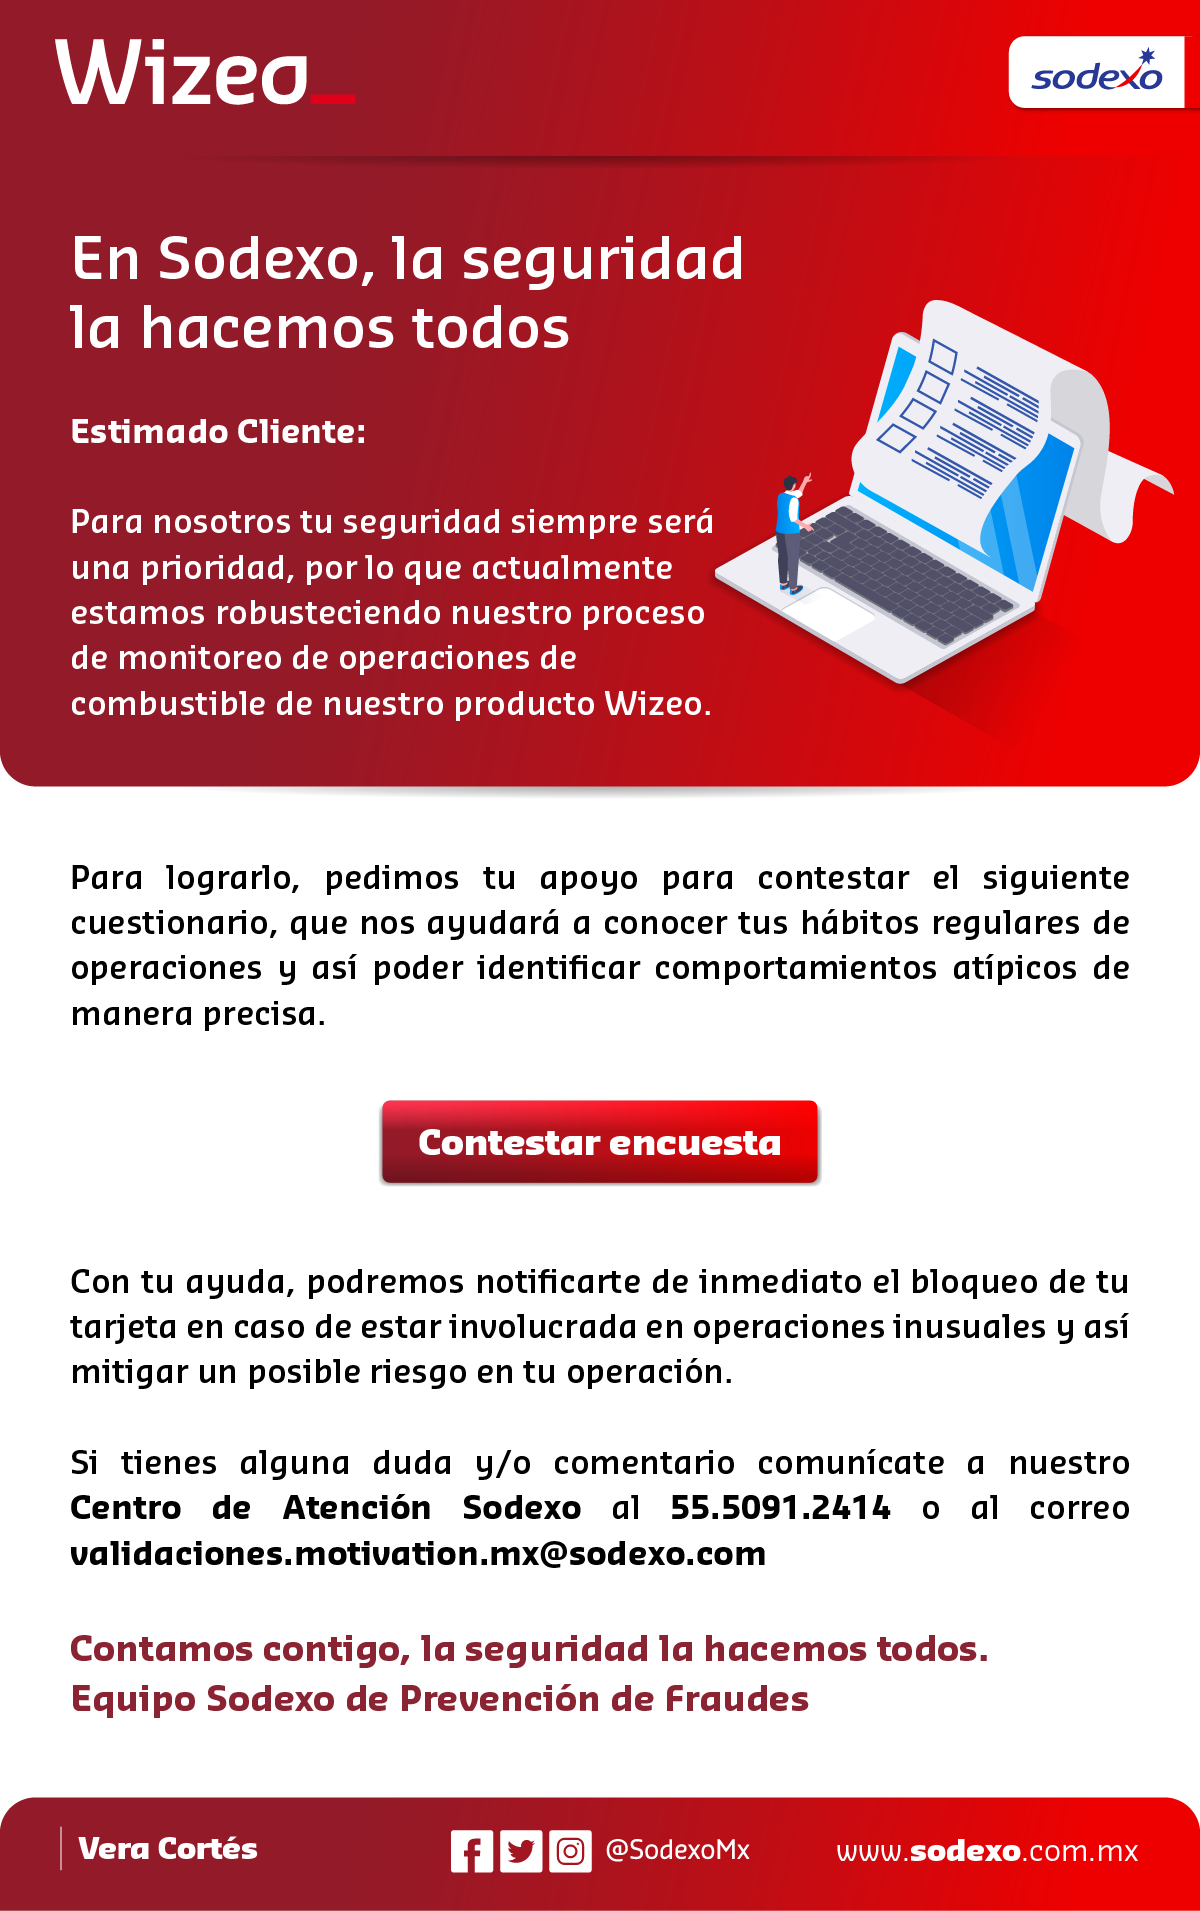 Wizeo_
sodexo
En Sodexo, la seguridad
la hacemos todos
Estimado Cliente:
Para nosotros tu seguridad siempre será
una prioridad, por lo que actualmente
estamos robusteciendo nuestro proceso
de monitoreo de operaciones de
combustible de nuestro producto Wizeo.
Para lograrlo, pedimos tu apoyo para contestar el siguiente
cuestionario, que nos ayudará a conocer tus hábitos regulares de
operaciones y así poder identificar comportamientos atípicos de
manera precisa.
Contestar encuesta
Con tu ayuda, podremos notificarte de inmediato el bloqueo de tu
tarjeta en caso de estar involucrada en operaciones inusuales y así
mitigar un posible riesgo en tu operación.
Si tienes alguna duda y/o comentario comunícate a nuestro
Centro de Atención Sodexo al 55.5091.2414 o al correo
validaciones.motivation.mx@sodexo.com
Contamos contigo, la seguridad la hacemos todos.
Equipo Sodexo de Prevención de Fraudes
Vera Cortés
@SodexoMx
www.sodexo.com.mx